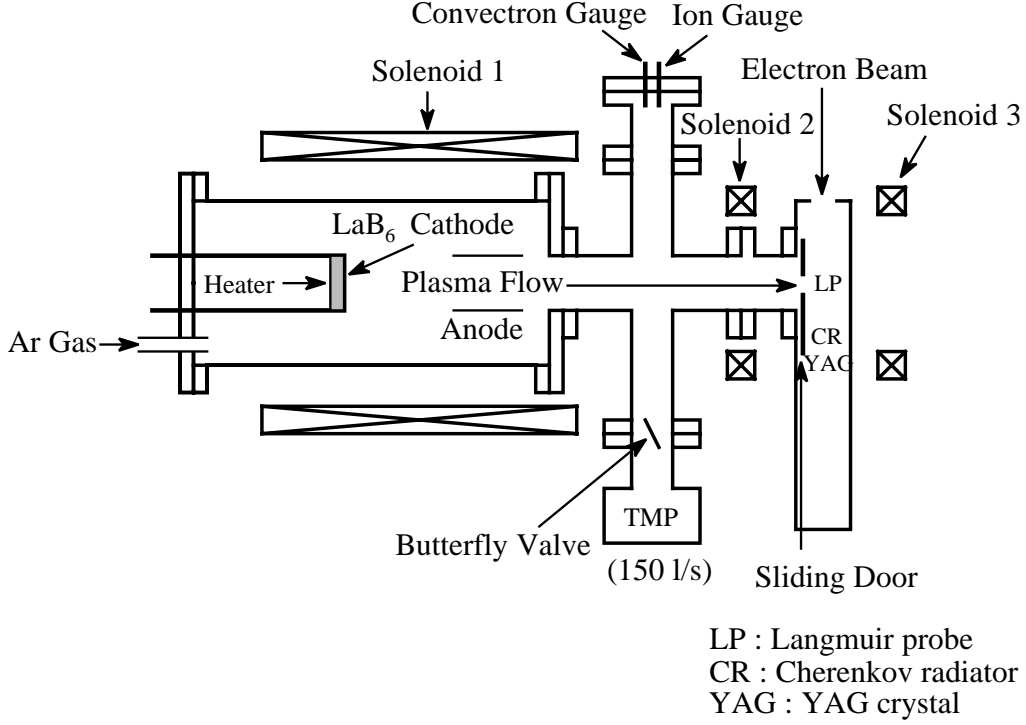 Convectron Gauge
Ion Gauge
Solenoid 1
Electron Beam
Solenoid 2
Solenoid 3
LaB6 Cathode
Heater
Plasma Flow
LP
Anode
Ar Gas
CR
YAG
TMP
Butterfly Valve
(150 l/s)
Sliding Door
LP : Langmuir probe
CR : Cherenkov radiator
YAG : YAG crystal